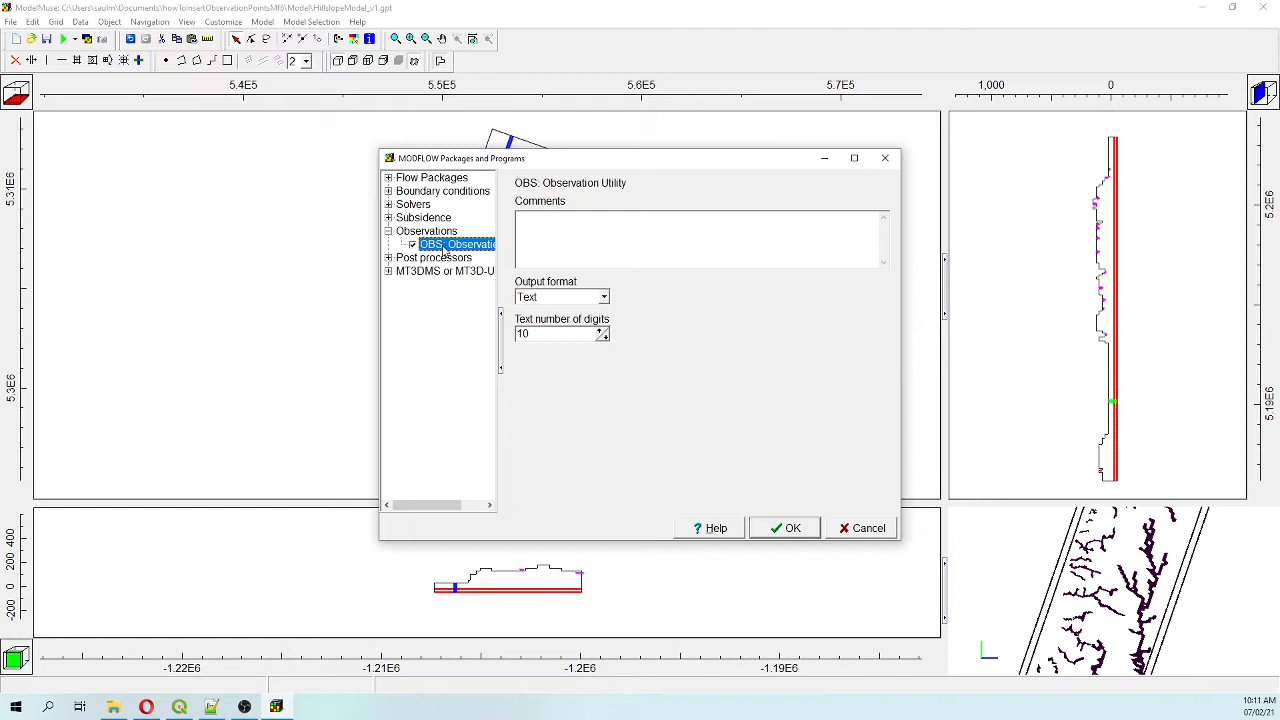 ModelMuse: C:\Users\saulm\Documents\howToInsertObservationPointsMf6\Model\HillslopeModel_v1.gpt
File Edit Grid Data Object Navigation View Customize Model Model Selection Help
2
5.4E5 5.5E5 5.6E5 5.7E5
1,000 0
5.31E6
5.3E6
5.2E6
5.19E6
MODFLOW Packages and Programs
Flow Packages
Boundary conditions
Solvers
Subsidence
Observations
OBS: Observatio
Post processors
MT3DMS or MT3D-U
OBS: Observation Utility
Comments
Output format
Text
Text number of digits
10
Help
OK
Cancel
400
200
0
-200
-1.22E6 -1.21E6 -1.2E6 -1.19E6
10:11 AM
07/02/21